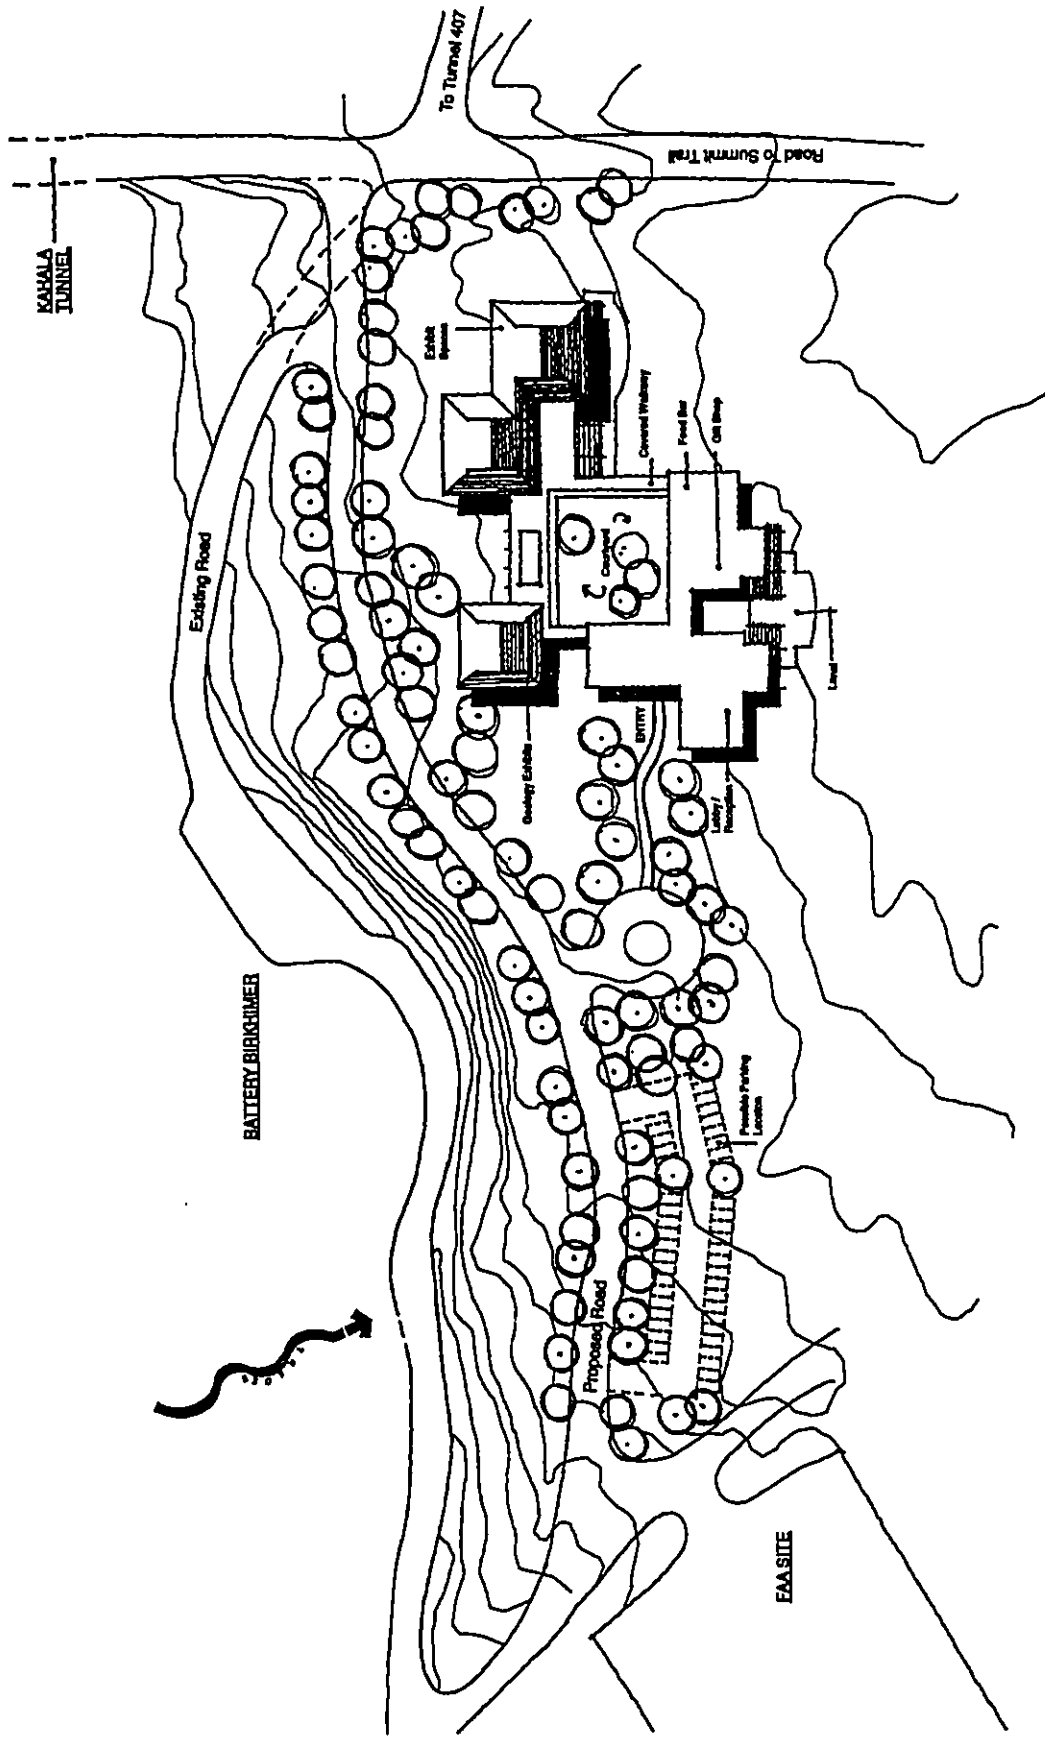 KAHALA
TUNNEL
To Tunnel 407
Road To Summit Trail
Existing Road
Exhibit
Spaces
Covered Walkway
Food Bar
Gift Shop
Courtyard
Lanai
ENTRY
Geology Exhibits
Lobby /
Reception
BATTERY BIRKHIMER
Possible Parking
Location
Proposed Road
FAA SITE